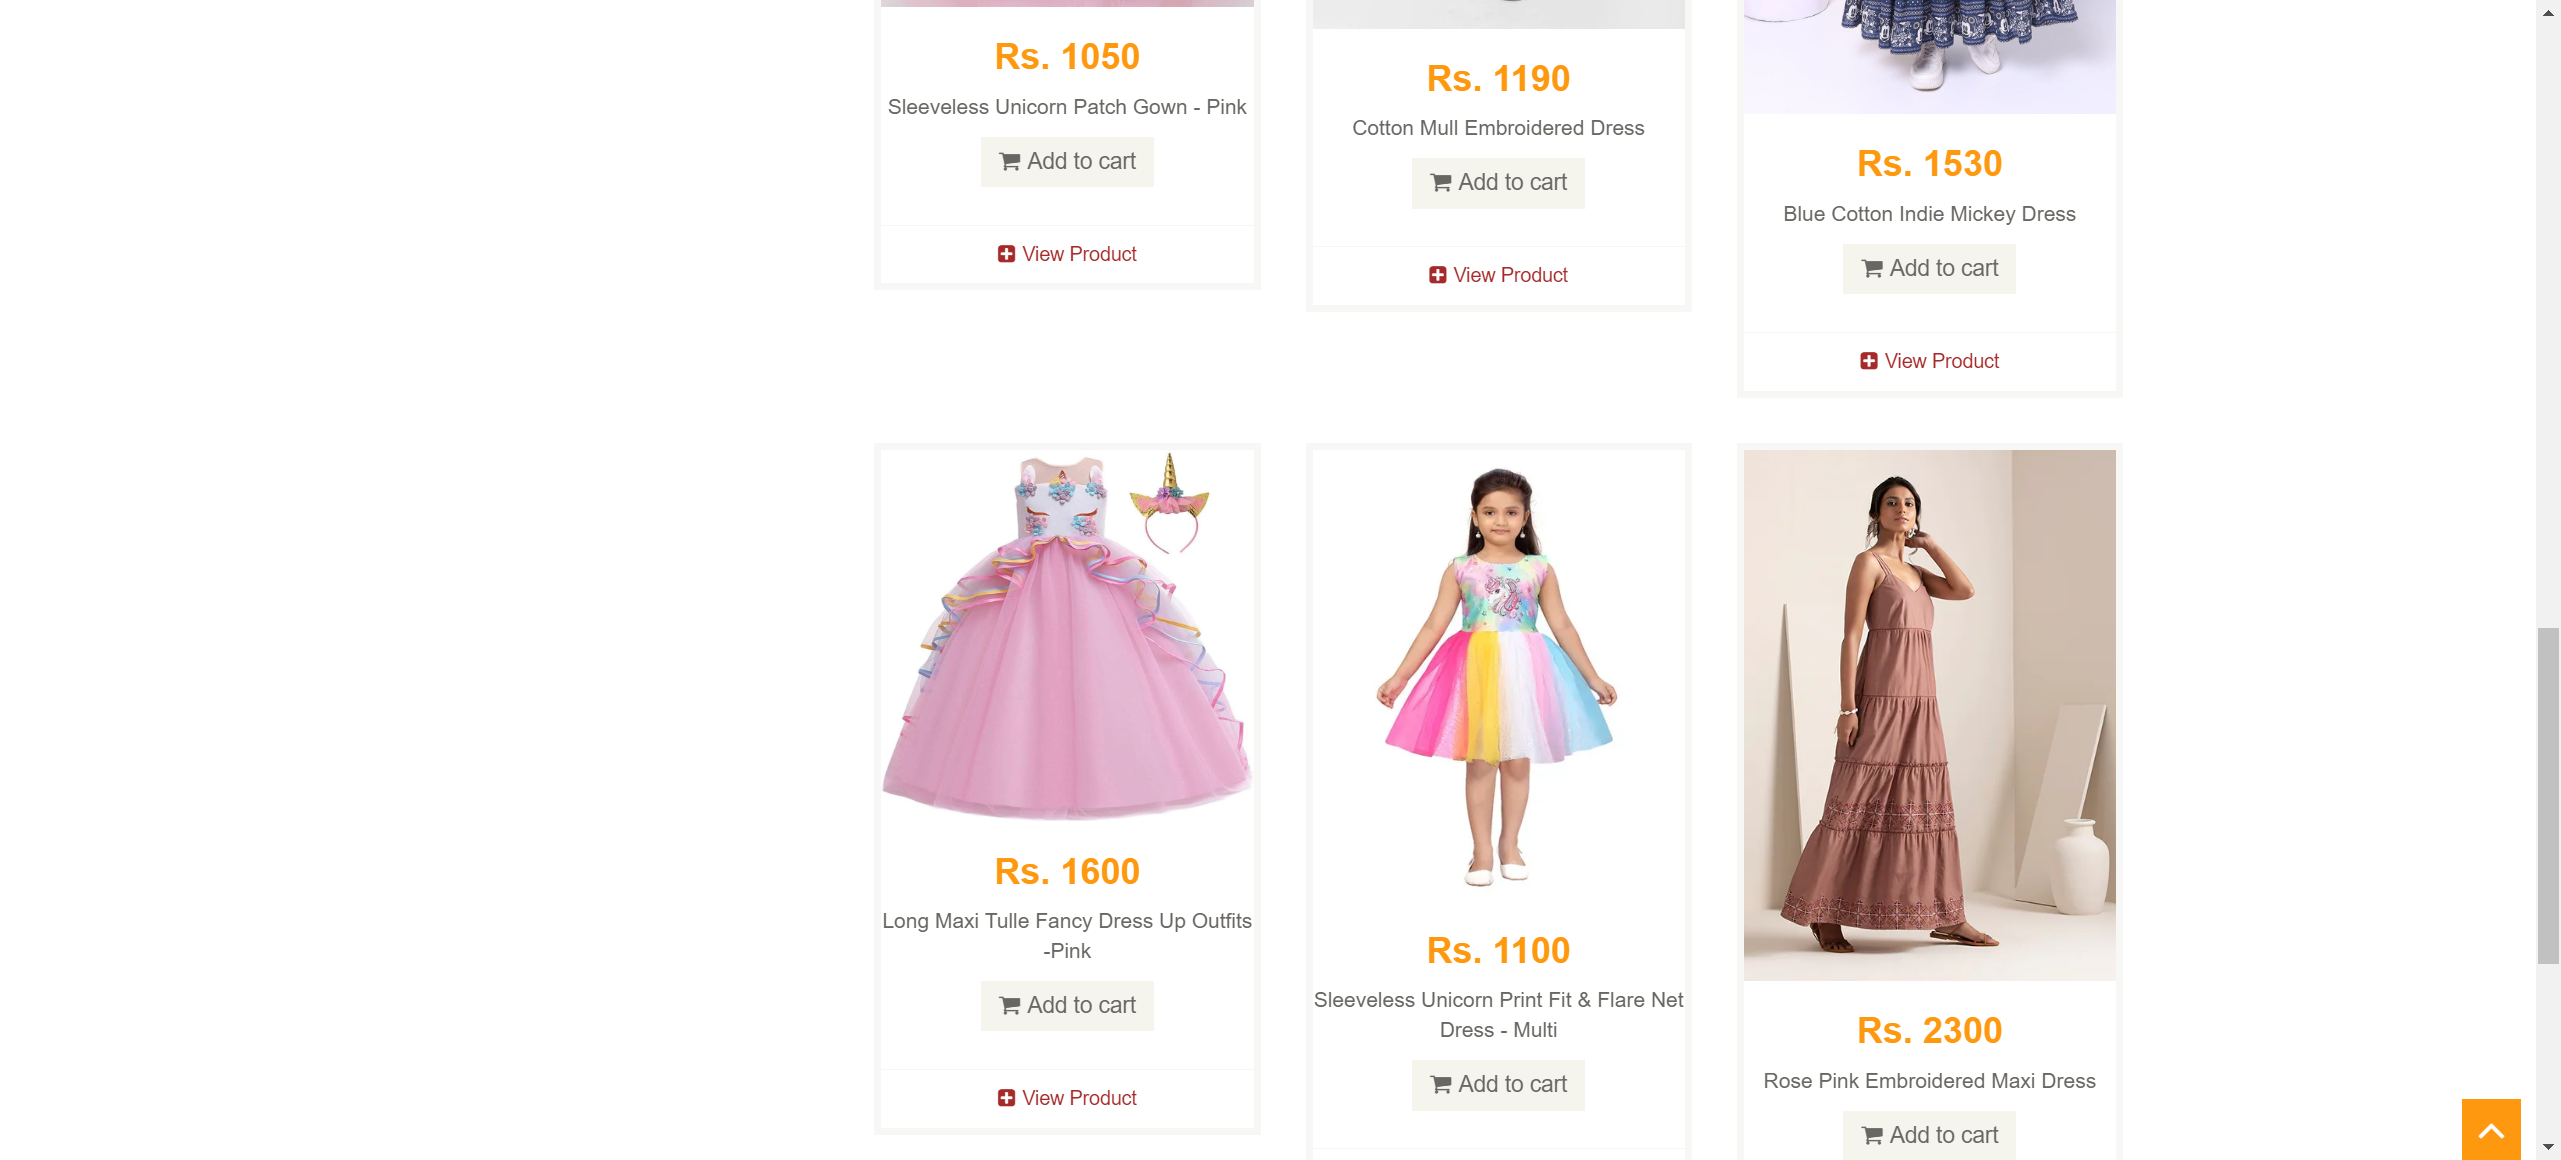 Rs. 1050
Sleeveless Unicorn Patch Gown - Pink
Add to cart
View Product
Rs. 1190
Cotton Mull Embroidered Dress
Add to cart
View Product
Rs. 1530
Blue Cotton Indie Mickey Dress
Add to cart
View Product
Rs. 1600
Long Maxi Tulle Fancy Dress Up Outfits
-Pink
Add to cart
View Product
Rs. 1100
Sleeveless Unicorn Print Fit & Flare Net
Dress - Multi
Add to cart
Rs. 2300
Rose Pink Embroidered Maxi Dress
Add to cart